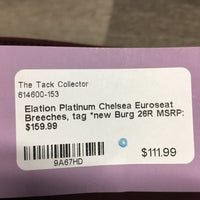 The Tack Collector
614600-153
Elation Platinum Chelsea Euroseat
Breeches, tag *new Burg 26R MSRP:
$159.99
9A67HD
$111.99